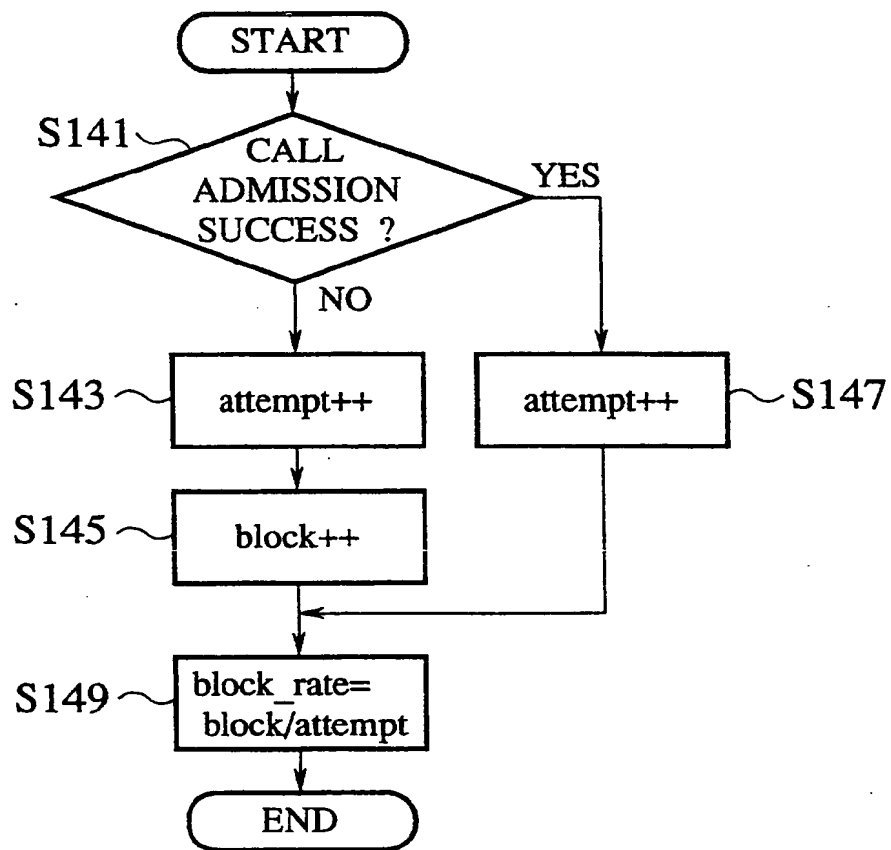 START
S141
CALL
ADMISSION
SUCCESS ?
YES
NO
S143
attempt++
attempt++
S147
S145
block++
S149
block_rate=
block/attempt
END